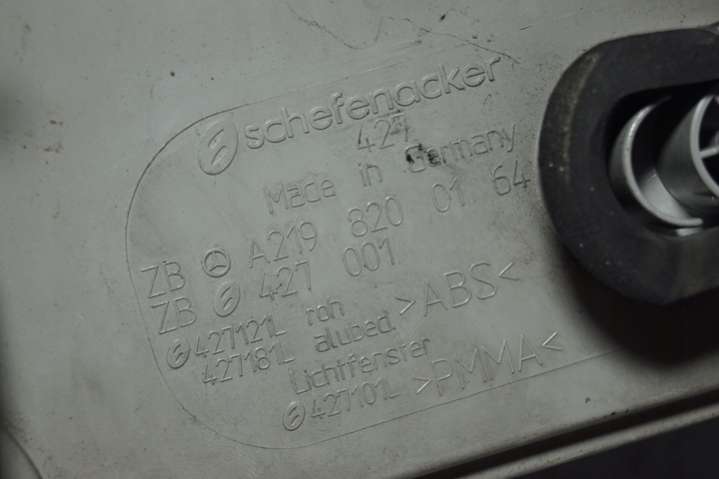 schefenacker
427
Made in Germany
ZB A219 820 01 64
ZB 427 001
427121L roh >ABS<
427181L alubed.
Lichtfenster
427101L >PMMA<